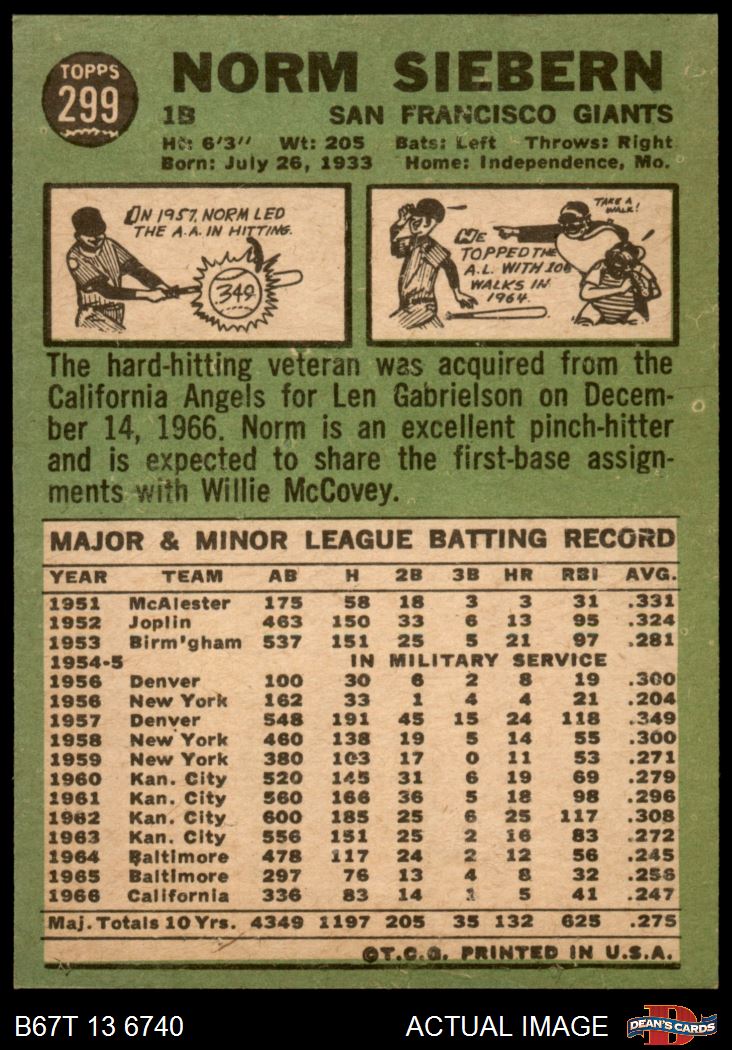 TOPPS
299
NORM SIEBERN
1B SAN FRANCISCO GIANTS
Ht: 6'3" Wt: 205 Bats: Left Throws: Right
Born: July 26, 1933 Home: Independence, Mo.
IN 1957, NORM LED
THE A.A. IN HITTING.
349
TAKE A
WALK!
HE
TOPPED THE
A.L. WITH 106
WALKS IN
1964.
The hard-hitting veteran was acquired from the
California Angels for Len Gabrielson on Decem-
ber 14, 1966. Norm is an excellent pinch-hitter
and is expected to share the first-base assign-
ments with Willie McCovey.
MAJOR & MINOR LEAGUE BATTING RECORD
YEAR TEAM AB H 2B 3B HR RBI AVG.
1951 McAlester 175 58 18 3 3 31 .331
1952 Joplin 463 150 33 6 13 95 .324
1953 Birm'gham 537 151 25 5 21 97 .281
1954-5 IN MILITARY SERVICE
1956 Denver 100 30 6 2 8 19 .300
1956 New York 162 33 1 4 4 21 .204
1957 Denver 548 191 45 15 24 118 .349
1958 New York 460 138 19 5 14 55 .300
1959 New York 380 103 17 0 11 53 .271
1960 Kan. City 520 145 31 6 19 69 .279
1961 Kan. City 560 166 36 5 18 98 .296
1962 Kan. City 600 185 25 6 25 117 .308
1963 Kan. City 556 151 25 2 16 83 .272
1964 Baltimore 478 117 24 2 12 56 .245
1965 Baltimore 297 76 13 4 8 32 .256
1966 California 336 83 14 1 5 41 .247
Maj. Totals 10 Yrs. 4349 1197 205 35 132 625 .275
©T.C.G. PRINTED IN U.S.A.
B67T 13 6740 ACTUAL IMAGE
D
DEAN'S CARDS